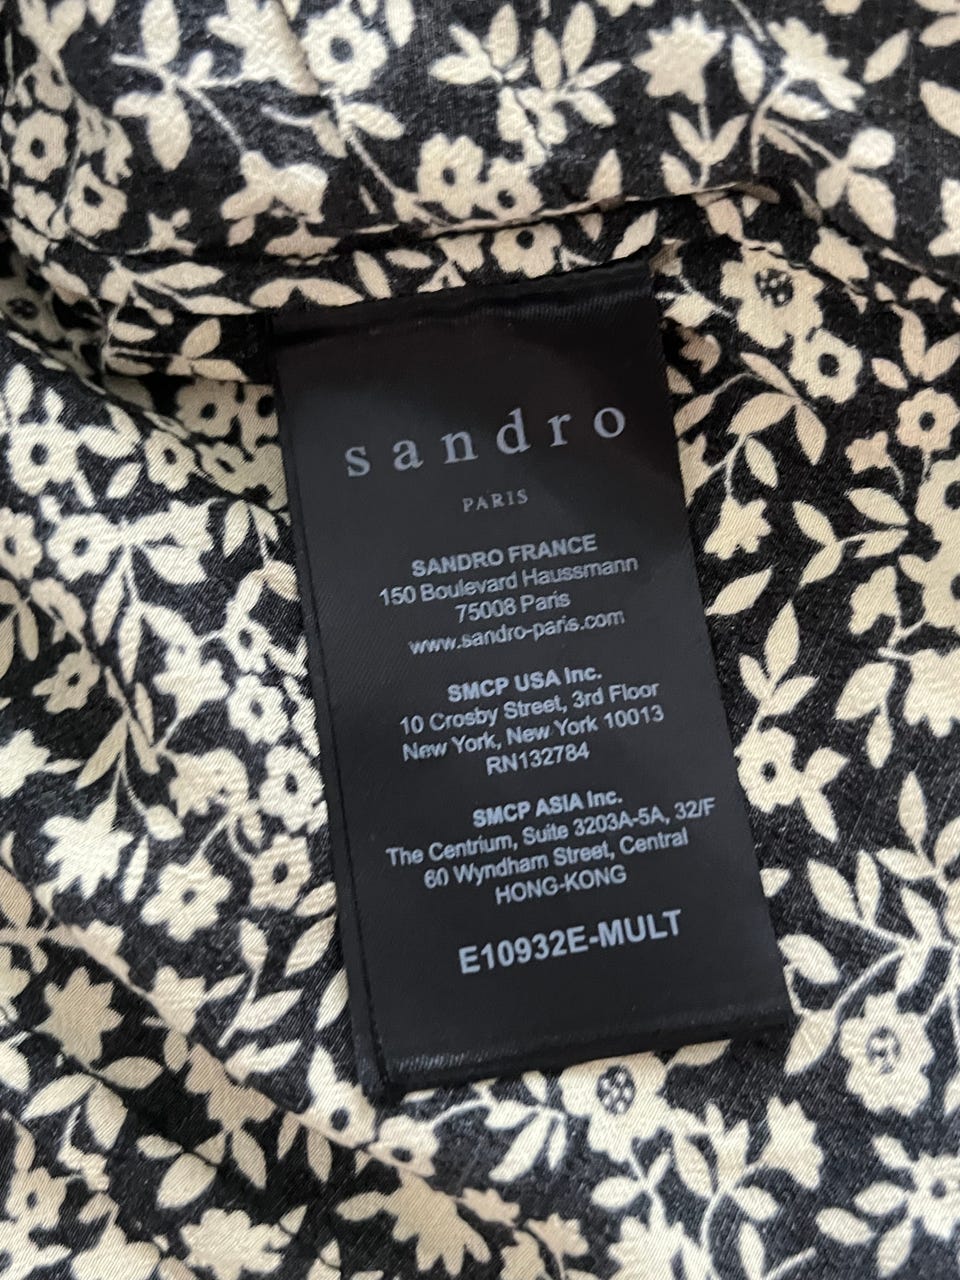 sandro
PARIS
SANDRO FRANCE
150 Boulevard Haussmann
75008 Paris
www.sandro-paris.com
SMCP USA Inc.
10 Crosby Street, 3rd Floor
New York, New York 10013
RN132784
SMCP ASIA Inc.
The Centrium, Suite 3203A-5A, 32/F
60 Wyndham Street, Central
HONG-KONG
E10932E-MULT